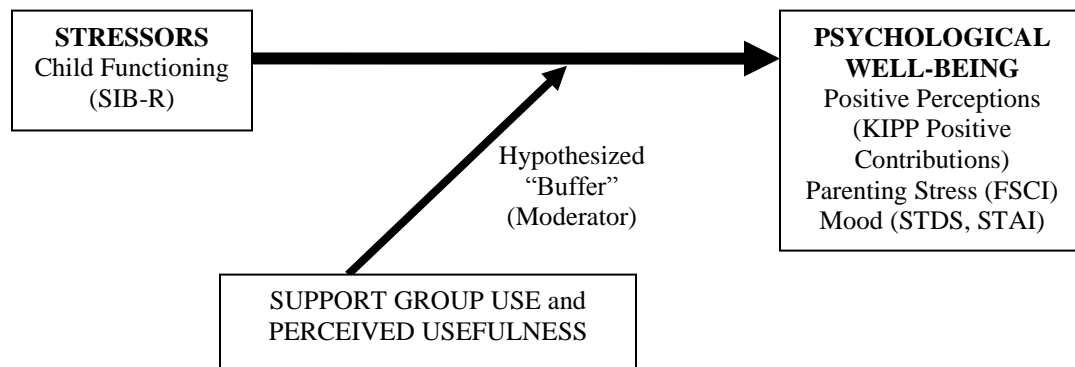 STRESSORS
Child Functioning
(SIB-R)
PSYCHOLOGICAL
WELL-BEING
Positive Perceptions
(KIPP Positive
Contributions)
Parenting Stress (FSCI)
Mood (STDS, STAI)
Hypothesized
“Buffer”
(Moderator)
SUPPORT GROUP USE and
PERCEIVED USEFULNESS